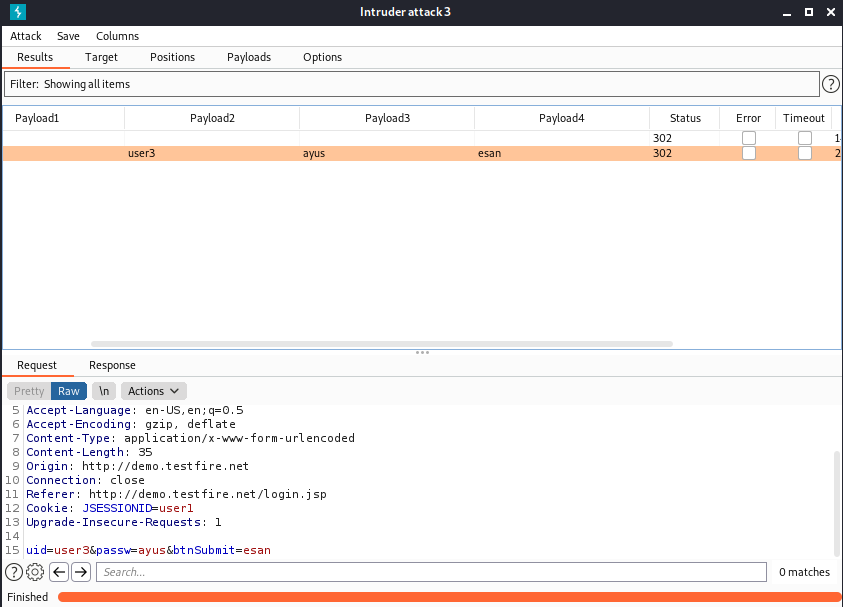 Intruder attack 3
Attack Save Columns
Results Target Positions Payloads Options
Filter: Showing all items ?
Payload1 Payload2 Payload3 Payload4 Status Error Timeout
302
user3 ayus esan 302 2
Request Response
Pretty Raw \n Actions
5 Accept-Language: en-US,en;q=0.5
6 Accept-Encoding: gzip, deflate
7 Content-Type: application/x-www-form-urlencoded
8 Content-Length: 35
9 Origin: http://demo.testfire.net
10 Connection: close
11 Referer: http://demo.testfire.net/login.jsp
12 Cookie: JSESSIONID=user1
13 Upgrade-Insecure-Requests: 1
14
15 uid=user3&passw=ayus&btnSubmit=esan
? Search... 0 matches
Finished